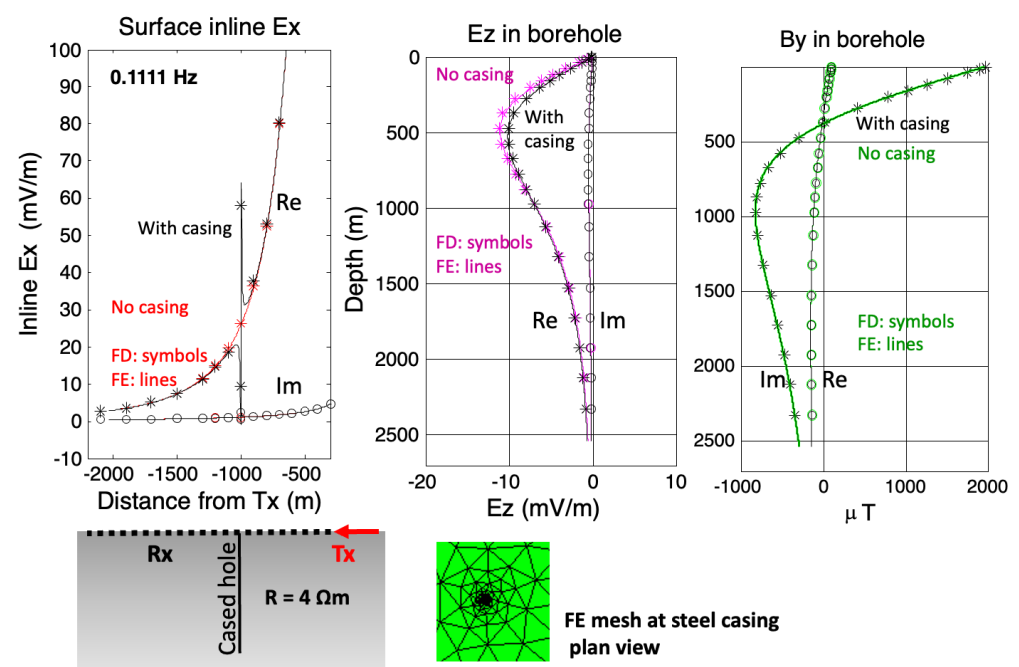 Surface inline Ex
Inline Ex (mV/m)
100
90
80
70
60
50
40
30
20
10
0
-10
0.1111 Hz
With casing
Re
No casing
FD: symbols
FE: lines
Im
-2000 -1500 -1000 -500
Distance from Tx (m)
Ez in borehole
Depth (m)
0
500
1000
1500
2000
2500
No casing
With
casing
FD: symbols
FE: lines
Re
Im
-20 -10 0 10
Ez (mV/m)
By in borehole
500
1000
1500
2000
2500
With casing
No casing
FD: symbols
FE: lines
Im
Re
-1000 0 1000 2000
μ T
Rx
Cased hole
Tx
R = 4 Ωm
FE mesh at steel casing
plan view